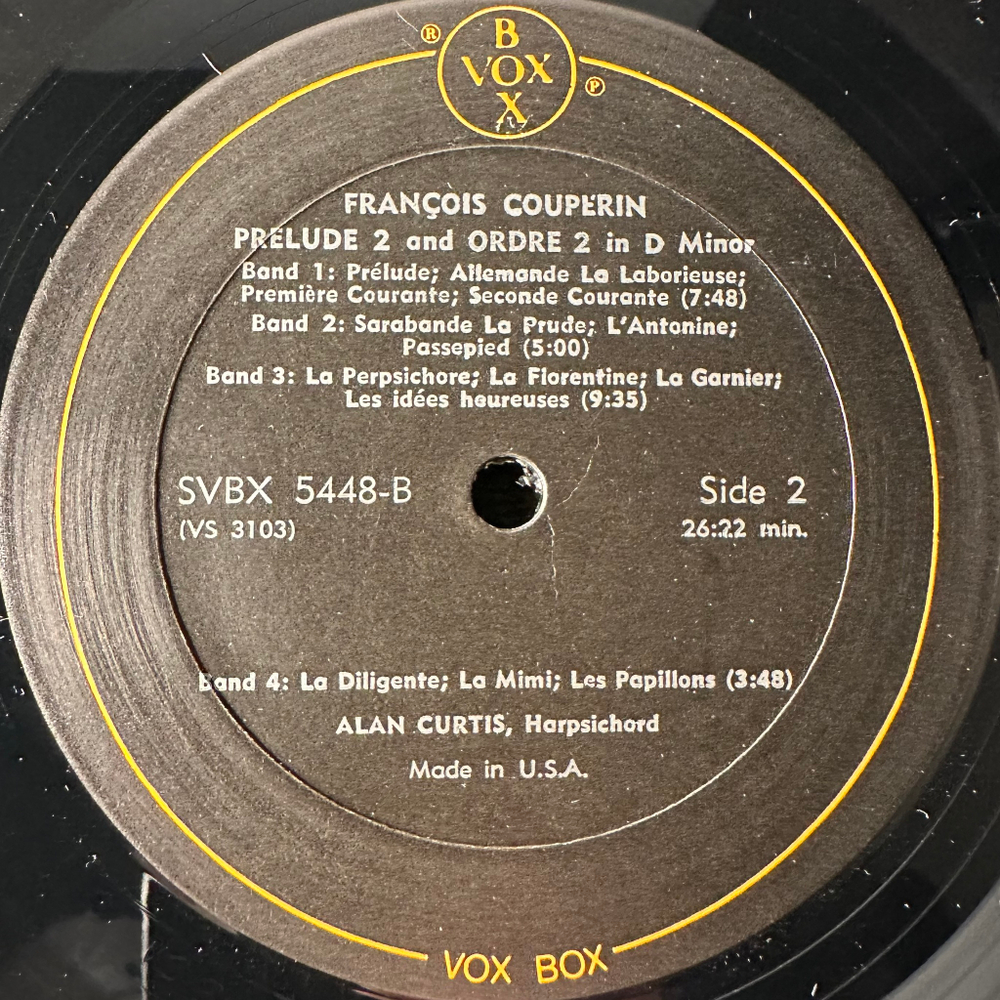 B
VOX
X
® ℗
FRANÇOIS COUPERIN
PRÉLUDE 2 and ORDRE 2 in D Minor
Band 1: Prélude; Allemande La Laborieuse;
Première Courante; Seconde Courante (7:48)
Band 2: Sarabande La Prude; L'Antonine;
Passepied (5:00)
Band 3: La Perpsichore; La Florentine; La Garnier;
Les idées heureuses (9:35)
SVBX 5448-B
(VS 3103)
Side 2
26:22 min.
Band 4: La Diligente; La Mimi; Les Papillons (3:48)
ALAN CURTIS, Harpsichord
Made in U.S.A.
VOX BOX